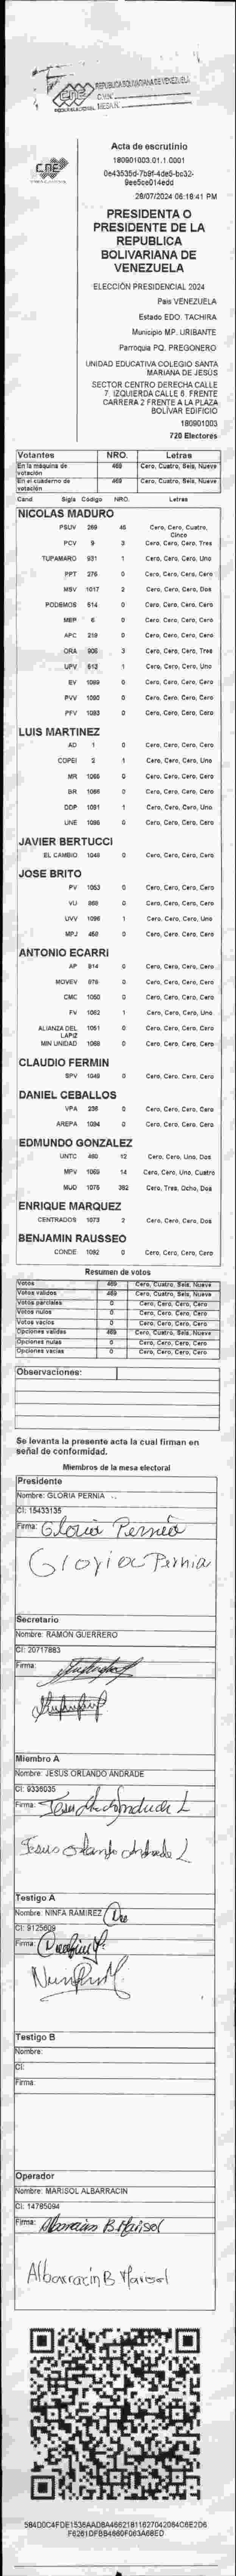 REPUBLICA BOLIVARIANA DE VENEZUELA
cne
CNE
Acta de escrutinio
180901003.01.1.0001
26/07/2024 06:16:41 PM
PRESIDENTA O
PRESIDENTE DE LA
REPUBLICA
BOLIVARIANA DE
VENEZUELA
ELECCIÓN PRESIDENCIAL 2024
Pais VENEZUELA
Estado EDO. TACHIRA
Municipio MP. URIBANTE
Parroquia PQ. PREGONERO
UNIDAD EDUCATIVA COLEGIO SANTA
MARIANA DE JESÚS
SECTOR CENTRO DERECHA CALLE
7. IZQUIERDA CALLE 6. FRENTE
CARRERA 2 FRENTE A LA PLAZA
BOLIVAR EDIFICIO
180901003
720 Electores
Votantes NRO. Letras
En la máquina de votación 469 Cero, Cuatro, Seis, Nueve
En el cuaderno de votación 469 Cero, Cuatro, Seis, Nueve
Cand Sigla Código NRO. Letras
NICOLAS MADURO
PSUV 269 45 Cero, Cero, Cuatro, Cinco
PCV 9 3 Cero, Cero, Cero, Tres
TUPAMARO 931 1 Cero, Cero, Cero, Uno
PPT 276 0 Cero, Cero, Cero, Cero
MSV 1017 2 Cero, Cero, Cero, Dos
PODEMOS 514 0 Cero, Cero, Cero, Cero
MEP 6 0 Cero, Cero, Cero, Cero
APC 219 0 Cero, Cero, Cero, Cero
ORA 906 3 Cero, Cero, Cero, Tres
UPV 613 1 Cero, Cero, Cero, Uno
EV 1089 0 Cero, Cero, Cero, Cero
PVV 1090 0 Cero, Cero, Cero, Cero
PFV 1093 0 Cero, Cero, Cero, Cero
LUIS MARTINEZ
AD 1 0 Cero, Cero, Cero, Cero
COPEI 2 1 Cero, Cero, Cero, Uno
MR 1066 0 Cero, Cero, Cero, Cero
BR 0 Cero, Cero, Cero, Cero
DDP 1091 1 Cero, Cero, Cero, Uno
UNE 0 Cero, Cero, Cero, Cero
JAVIER BERTUCCI
EL CAMBIO 1048 0 Cero, Cero, Cero, Cero
JOSE BRITO
PV 1053 0 Cero, Cero, Cero, Cero
VU 868 0 Cero, Cero, Cero, Cero
UVV 1096 1 Cero, Cero, Cero, Uno
MPJ 450 0 Cero, Cero, Cero, Cero
ANTONIO ECARRI
AP 814 0 Cero, Cero, Cero, Cero
MOVEV 978 0 Cero, Cero, Cero, Cero
CMC 1050 0 Cero, Cero, Cero, Cero
FV 1082 1 Cero, Cero, Cero, Uno
ALIANZA DEL LAPIZ 1051 0 Cero, Cero, Cero, Cero
MIN UNIDAD 1068 0 Cero, Cero, Cero, Cero
CLAUDIO FERMIN
SPV 1049 0 Cero, Cero, Cero, Cero
DANIEL CEBALLOS
VPA 236 0 Cero, Cero, Cero, Cero
AREPA 1094 0 Cero, Cero, Cero, Cero
EDMUNDO GONZALEZ
UNTC 480 12 Cero, Cero, Uno, Dos
MPV 1069 14 Cero, Cero, Uno, Cuatro
MUD 1075 382 Cero, Tres, Ocho, Dos
ENRIQUE MARQUEZ
CENTRADOS 1073 2 Cero, Cero, Cero, Dos
BENJAMIN RAUSSEO
CONDE 1092 0 Cero, Cero, Cero, Cero
Resumen de votos
Votos 469 Cero, Cuatro, Seis, Nueve
Votos válidos 469 Cero, Cuatro, Seis, Nueve
Votos parciales 0 Cero, Cero, Cero, Cero
Votos nulos 0 Cero, Cero, Cero, Cero
Votos vacíos 0 Cero, Cero, Cero, Cero
Opciones válidas 469 Cero, Cuatro, Seis, Nueve
Opciones nulas 0 Cero, Cero, Cero, Cero
Opciones vacías 0 Cero, Cero, Cero, Cero
Observaciones:
Se levanta la presente acta la cual firman en
señal de conformidad.
Miembros de la mesa electoral
Presidente
Nombre: GLORIA PERNIA
CI: 15433135
Firma: Gloria Pernia
Gloria Pernia
Secretario
Nombre: RAMÓN GUERRERO
CI: 20717883
Firma:
Miembro A
Nombre: JESUS ORLANDO ANDRADE
CI: 9336035
Firma:
Jesus Orlando Andrade L
Testigo A
Nombre: NINFA RAMIREZ
CI: 9125609
Firma:
Testigo B
Nombre:
CI:
Firma:
Operador
Nombre: MARISOL ALBARRACIN
CI: 14785094
Firma: Albarracin B. Marisol
Albarracin B Marisol
584D0C4FDE1536AAD8A46621811627042084C6E2D6
F6261DFBB4660F063A68ED